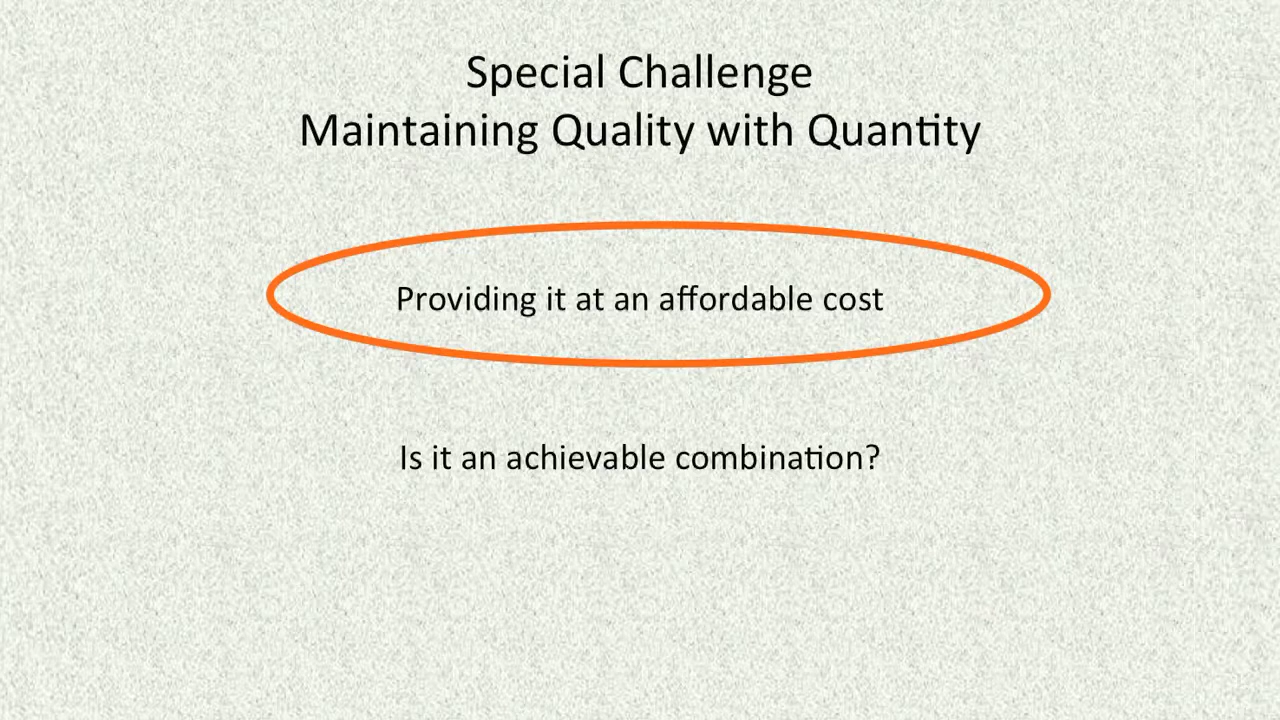 Special Challenge
Maintaining Quality with Quantity
Providing it at an affordable cost
Is it an achievable combination?